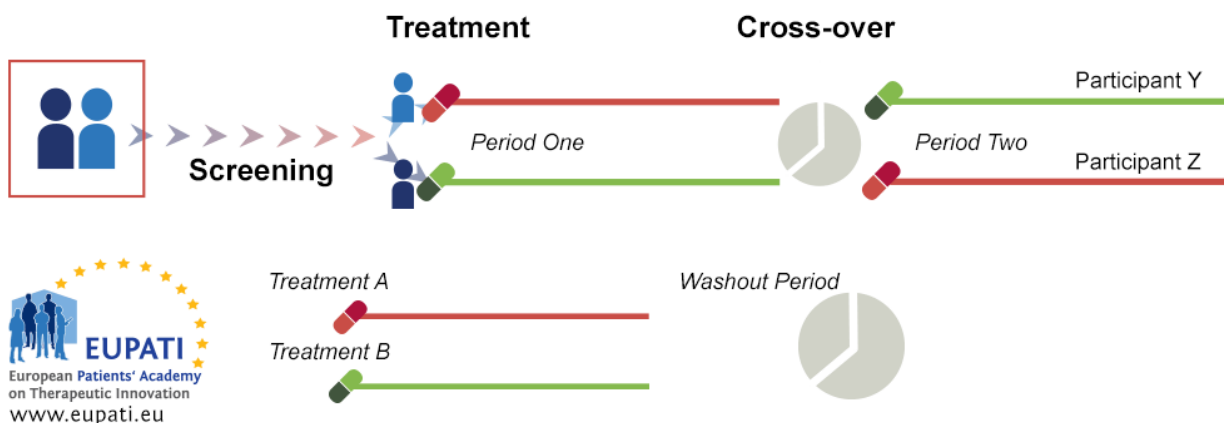 Treatment
Cross-over
Participant Y
Period One
Period Two
Screening
Participant Z
Treatment A
Washout Period
Treatment B
EUPATI
European Patients' Academy
on Therapeutic Innovation
www.eupati.eu